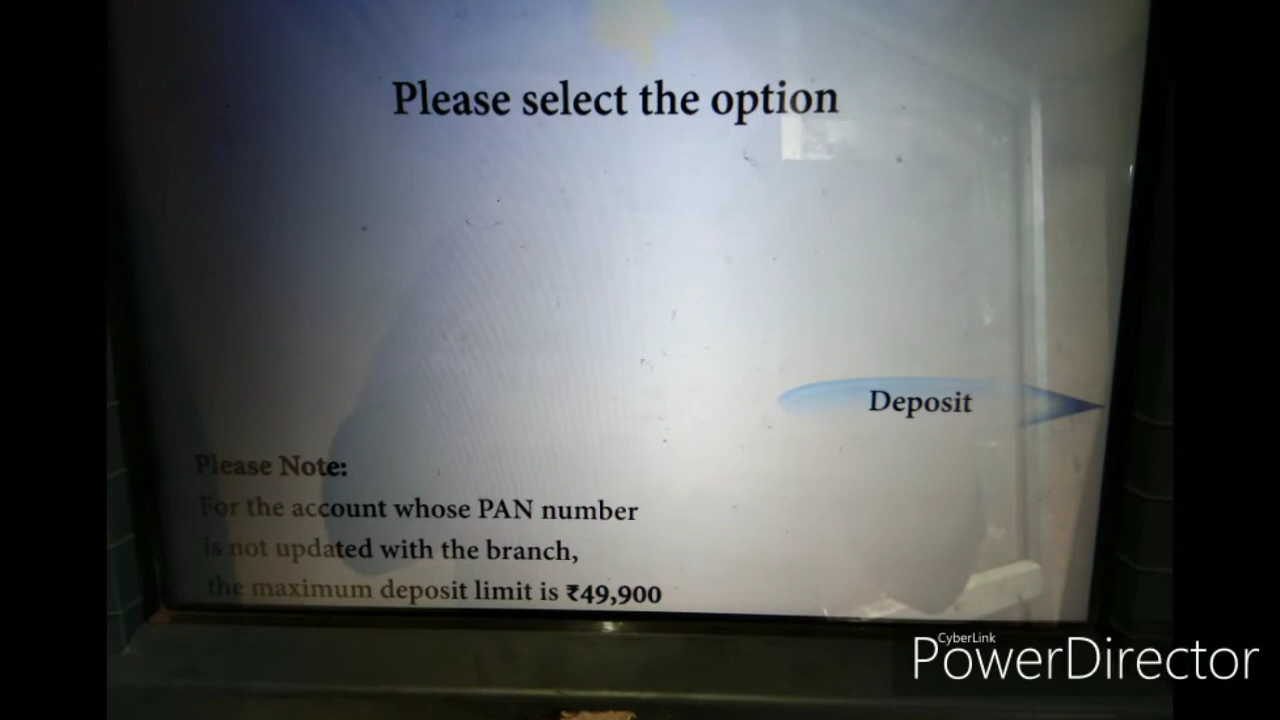 Please select the option
Deposit
Please Note:
For the account whose PAN number
is not updated with the branch,
the maximum deposit limit is ₹49,900
CyberLink
PowerDirector